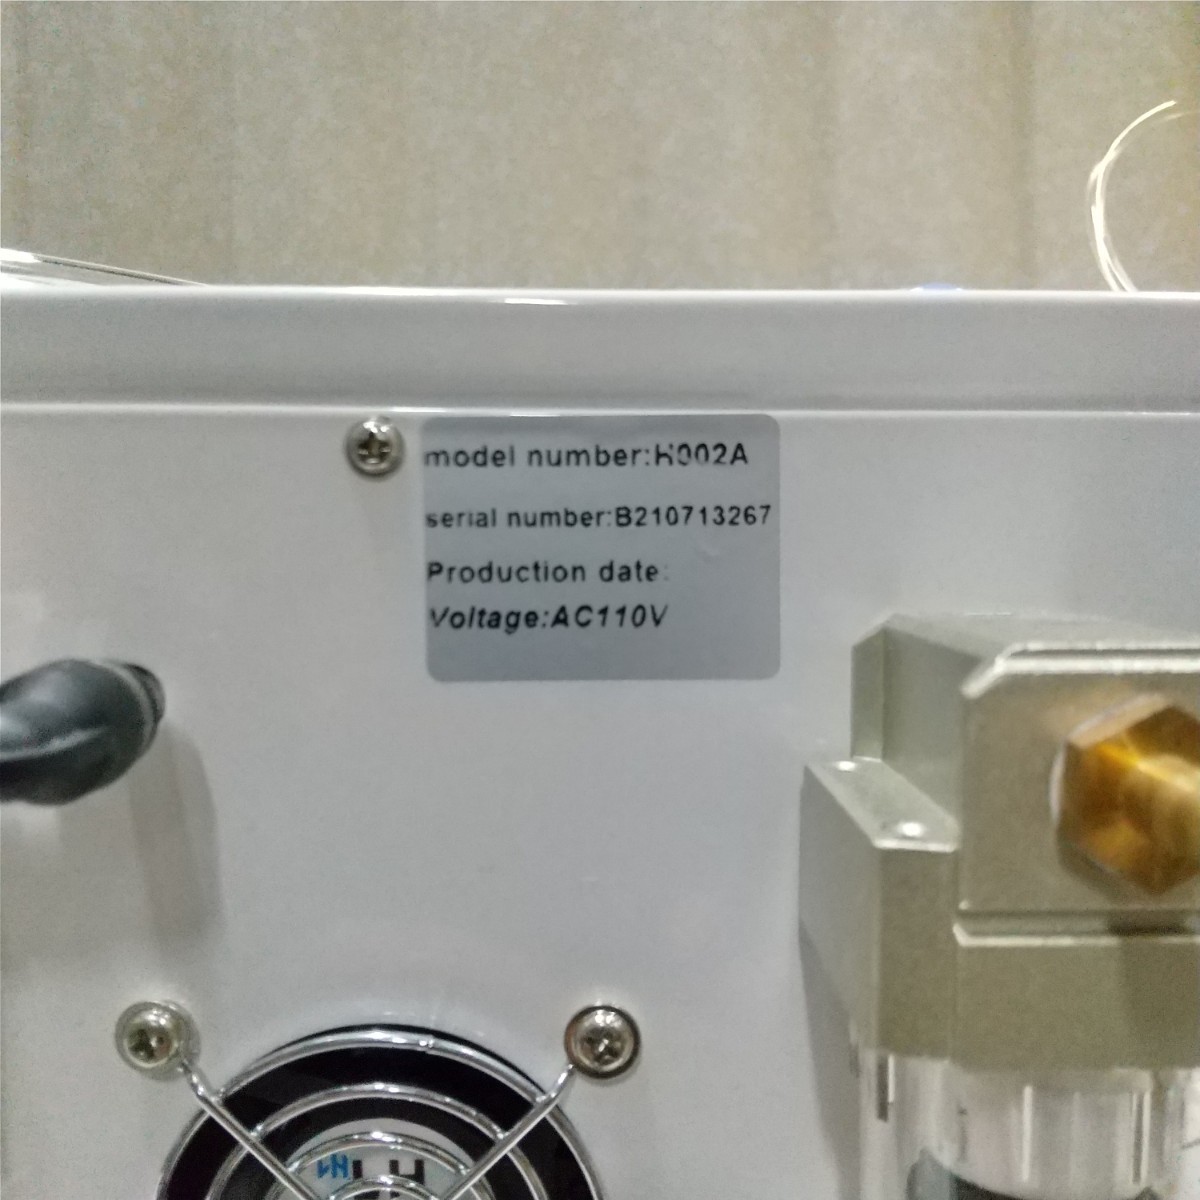 model number:H002A
serial number:B210713267
Production date:
Voltage:AC110V